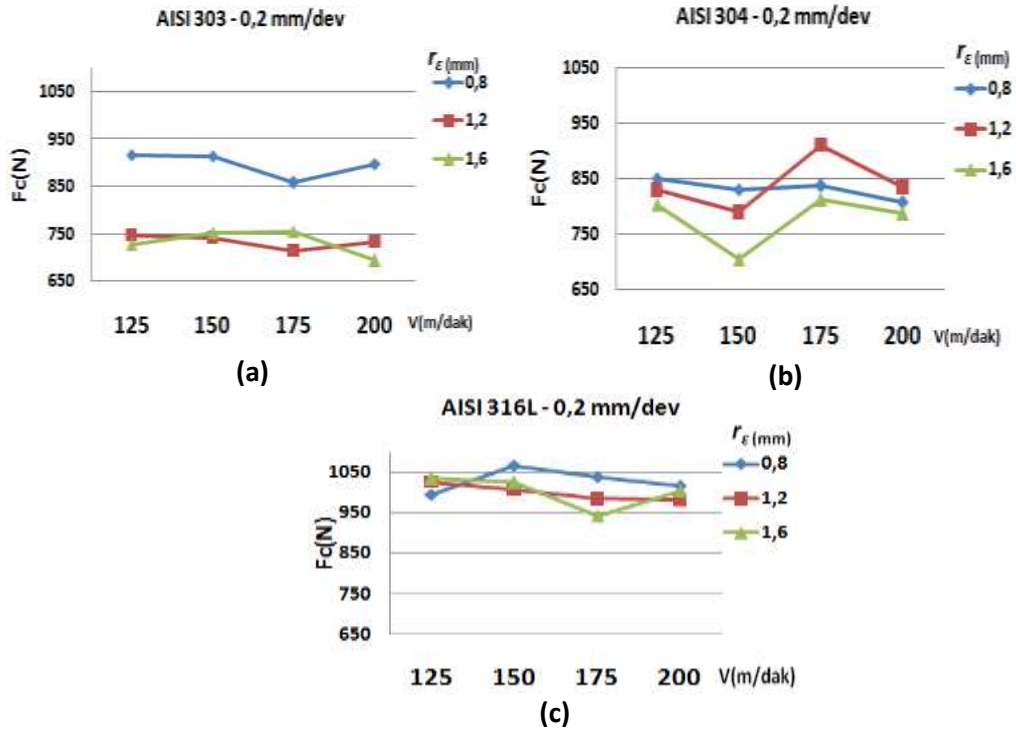 AISI 303 - 0,2 mm/dev
rε (mm)
0,8
1,2
1,6
Fc(N)
1050
950
850
750
650
125 150 175 200 V(m/dak)
(a)
AISI 304 - 0,2 mm/dev
rε (mm)
0,8
1,2
1,6
Fc(N)
1050
950
850
750
650
125 150 175 200 V(m/dak)
(b)
AISI 316L - 0,2 mm/dev
rε (mm)
0,8
1,2
1,6
Fc(N)
1050
950
850
750
650
125 150 175 200 V(m/dak)
(c)